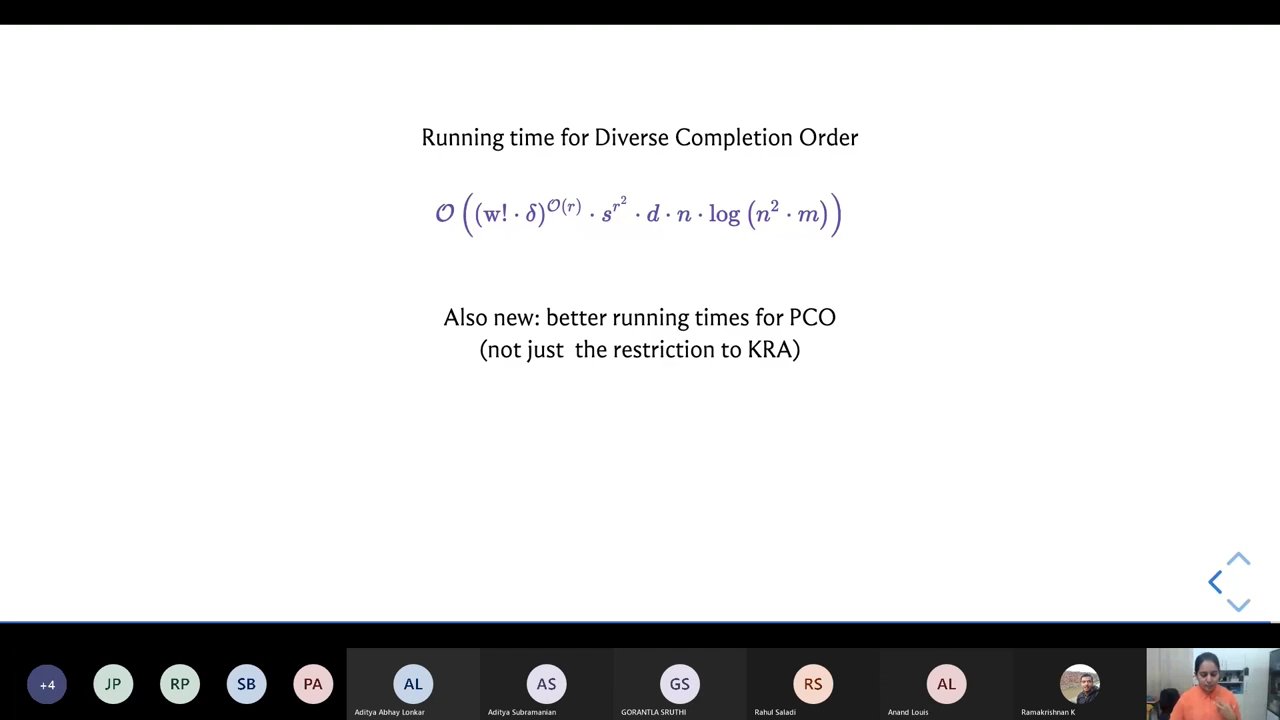 Running time for Diverse Completion Order
𝒪 ((w! · δ)^𝒪(r) · s^r² · d · n · log (n² · m))
Also new: better running times for PCO
(not just the restriction to KRA)
+4
JP
RP
SB
PA
AL
AS
GS
RS
AL
Aditya Abhay Lonkar
Aditya Subramanian
GORANTLA SRUTHI
Rahul Saladi
Anand Louis
Ramakrishnan K